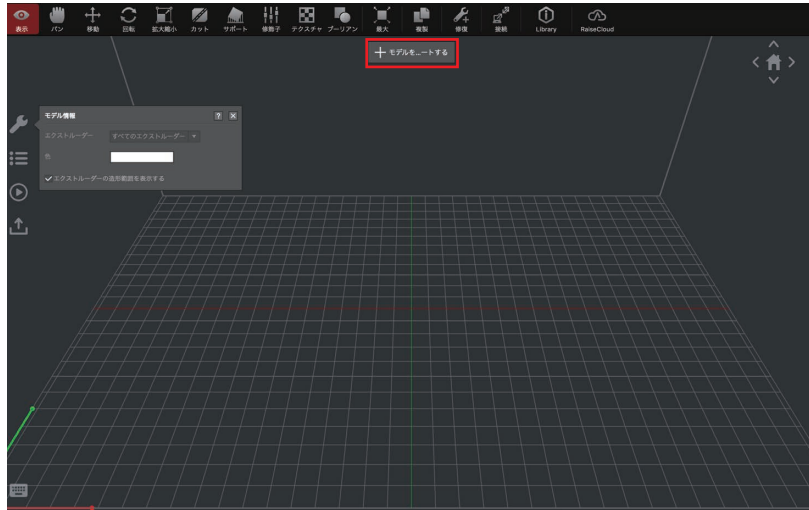 表示
パン
移動
回転
拡大縮小
カット
サポート
修飾子
テクスチャ
ブーリアン
最大
複製
修復
接続
Library
RaiseCloud
モデルを...ートする
モデル情報
?
エクストルーダー すべてのエクストルーダー
色
エクストルーダーの造形範囲を表示する